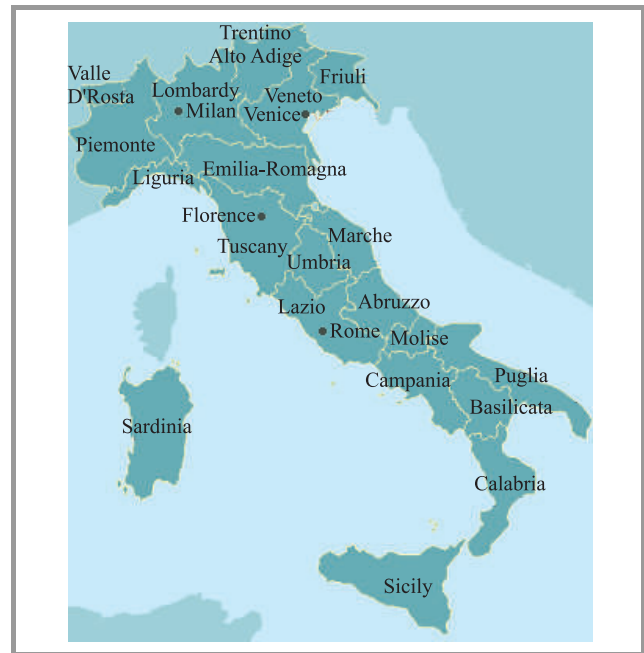 Trentino
Alto Adige
Friuli
Valle
D'Rosta
Lombardy
Milan
Veneto
Venice
Piemonte
Liguria
Emilia-Romagna
Florence
Tuscany
Marche
Umbria
Lazio
Abruzzo
Rome
Molise
Campania
Puglia
Basilicata
Sardinia
Calabria
Sicily